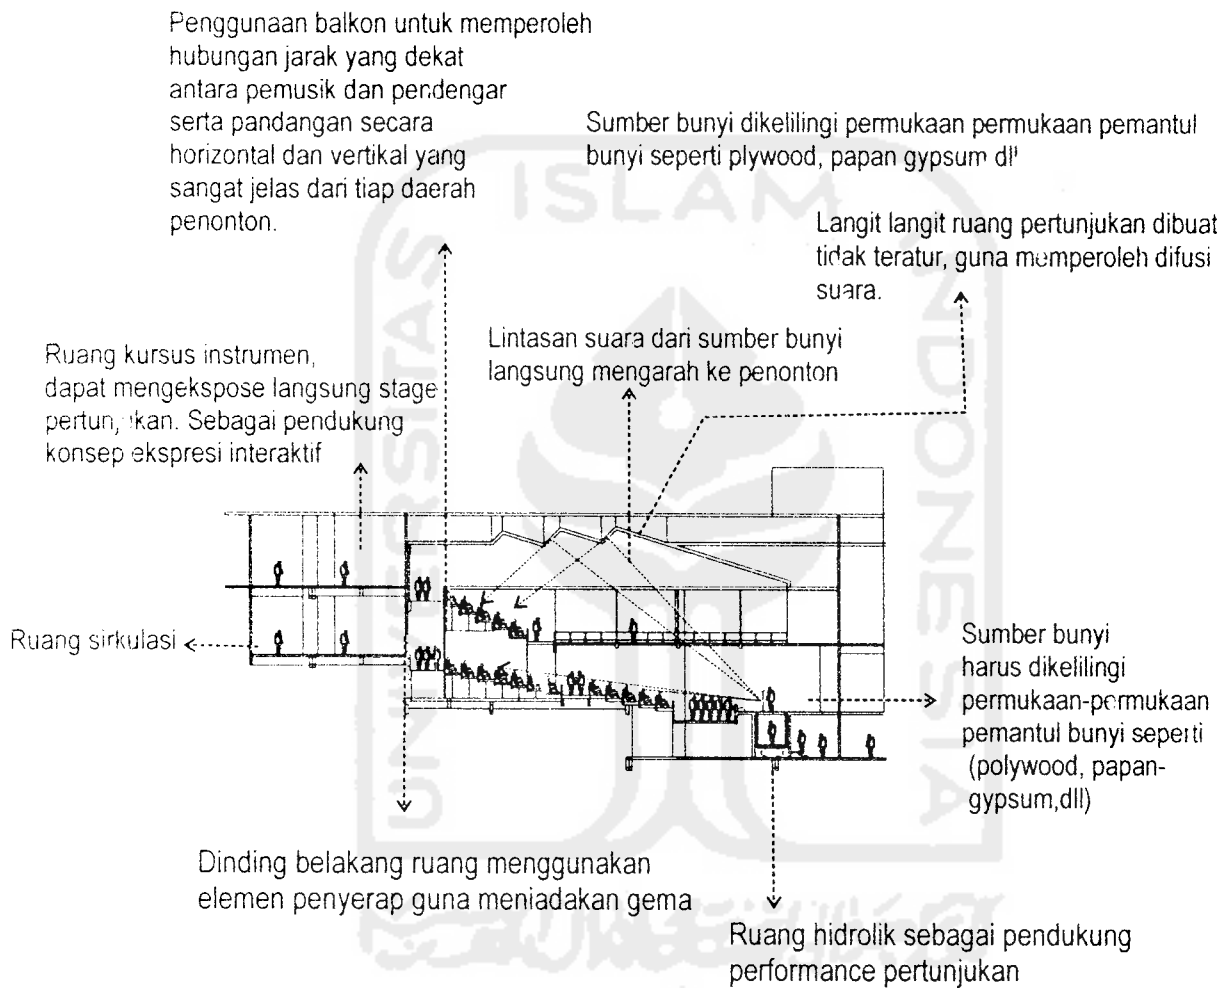 Penggunaan balkon untuk memperoleh
hubungan jarak yang dekat
antara pemusik dan pendengar
serta pandangan secara
horizontal dan vertikal yang
sangat jelas dari tiap daerah
penonton.
Sumber bunyi dikelilingi permukaan permukaan pemantul
bunyi seperti plywood, papan gypsum dll
Langit langit ruang pertunjukan dibuat
tidak teratur, guna memperoleh difusi
suara.
Lintasan suara dari sumber bunyi
langsung mengarah ke penonton
Ruang kursus instrumen,
dapat mengekspose langsung stage
pertunjukan. Sebagai pendukung
konsep ekspresi interaktif
Ruang sirkulasi
Sumber bunyi
harus dikelilingi
permukaan-permukaan
pemantul bunyi seperti
(polywood, papan-
gypsum,dll)
Dinding belakang ruang menggunakan
elemen penyerap guna meniadakan gema
Ruang hidrolik sebagai pendukung
performance pertunjukan
UNIVERSITAS
ISLAM
INDONESIA